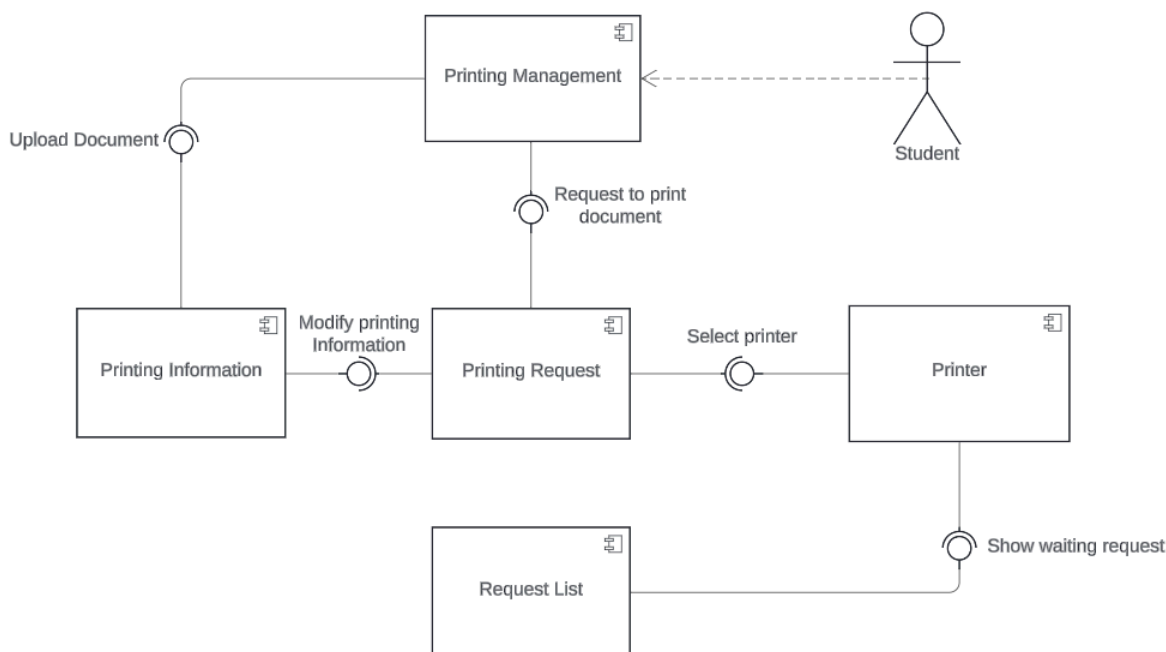 Printing Management
Upload Document
Student
Request to print
document
Modify printing
Information
Select printer
Printing Information
Printing Request
Printer
Show waiting request
Request List